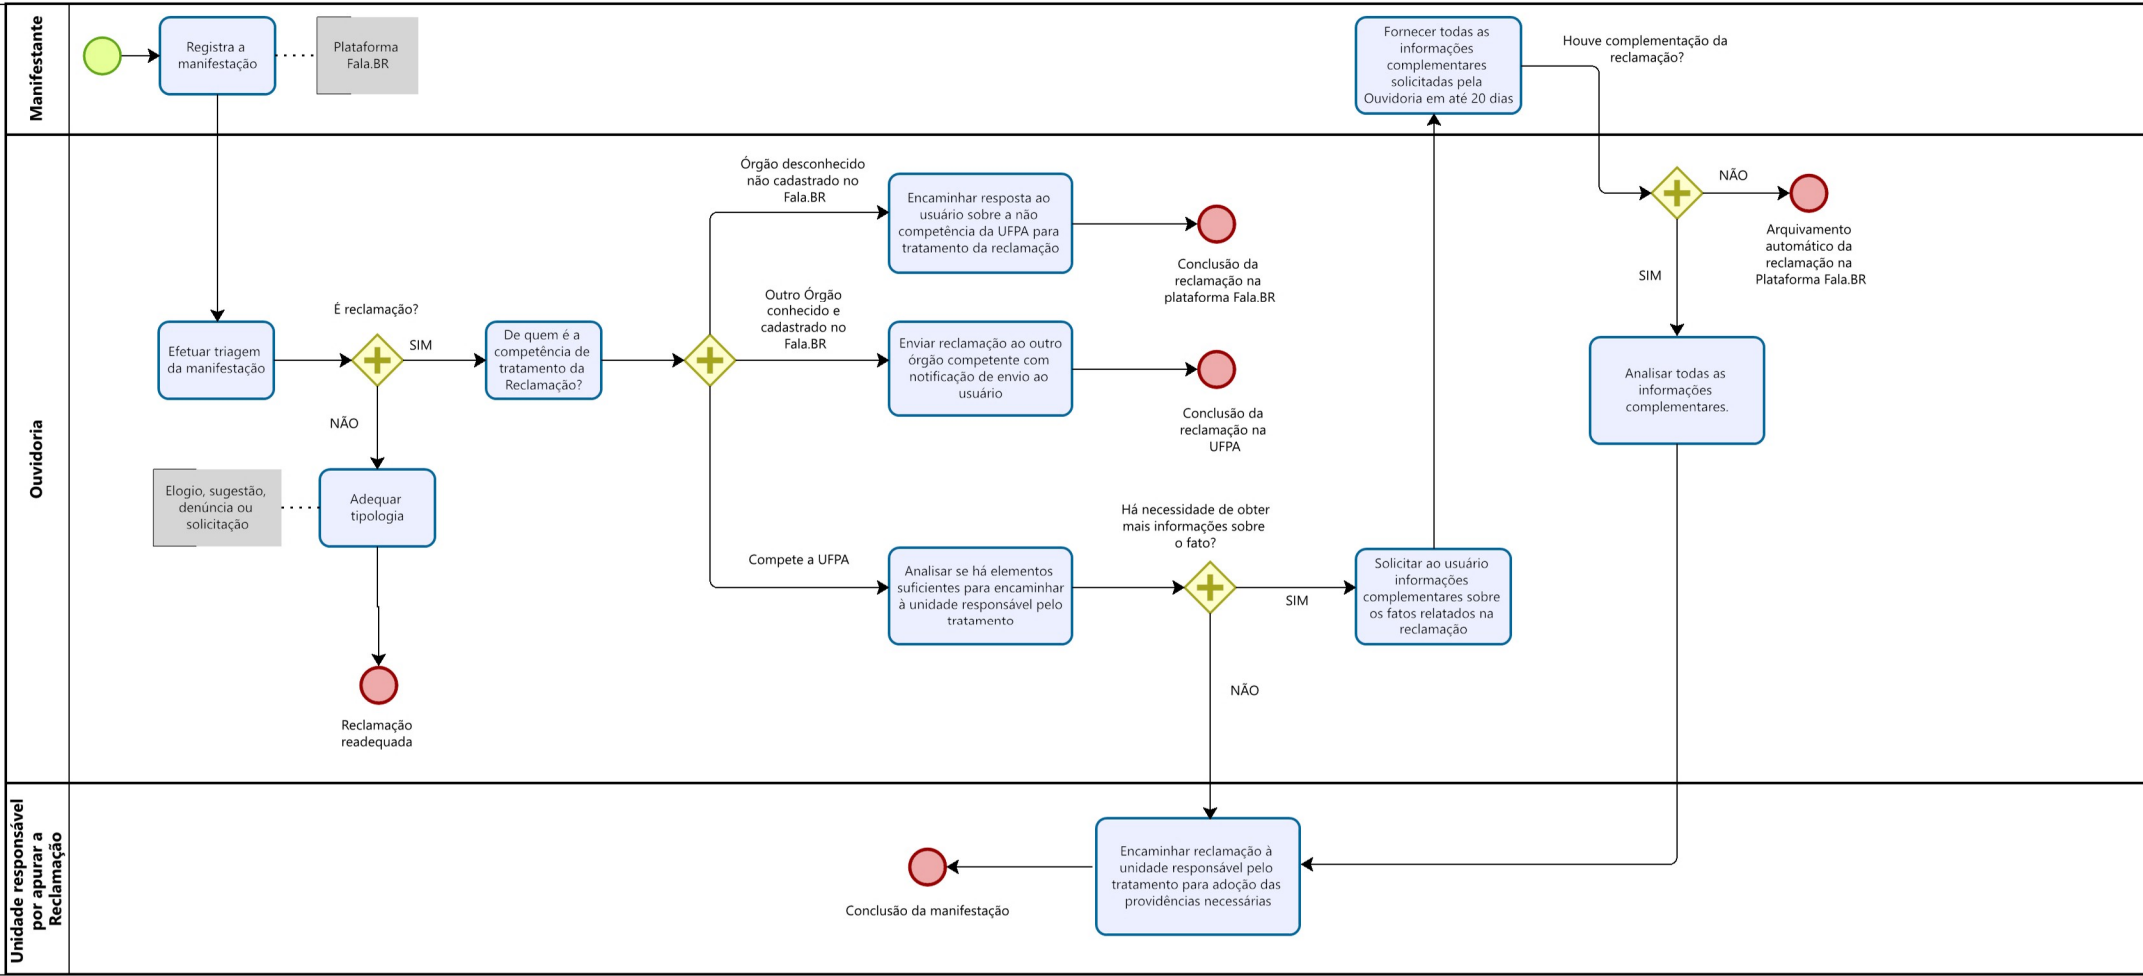 Manifestante
Registra a
manifestação
Plataforma
Fala.BR
Fornecer todas as
informações
complementares
solicitadas pela
Ouvidoria em até 20 dias
Houve complementação da
reclamação?
Ouvidoria
Efetuar triagem
da manifestação
É reclamação?
SIM
NÃO
Adequar
tipologia
Elogio, sugestão,
denúncia ou
solicitação
Reclamação
readequada
De quem é a
competência de
tratamento da
Reclamação?
Órgão desconhecido
não cadastrado no
Fala.BR
Encaminhar resposta ao
usuário sobre a não
competência da UFPA para
tratamento da reclamação
Conclusão da
reclamação na
plataforma Fala.BR
Outro Órgão
conhecido e
cadastrado no
Fala.BR
Enviar reclamação ao outro
órgão competente com
notificação de envio ao
usuário
Conclusão da
reclamação na
UFPA
Compete a UFPA
Analisar se há elementos
suficientes para encaminhar
à unidade responsável pelo
tratamento
Há necessidade de obter
mais informações sobre
o fato?
SIM
NÃO
Solicitar ao usuário
informações
complementares sobre
os fatos relatados na
reclamação
NÃO
Arquivamento
automático da
reclamação na
Plataforma Fala.BR
SIM
Analisar todas as
informações
complementares.
Unidade responsável
por apurar a
Reclamação
Encaminhar reclamação à
unidade responsável pelo
tratamento para adoção das
providências necessárias
Conclusão da manifestação